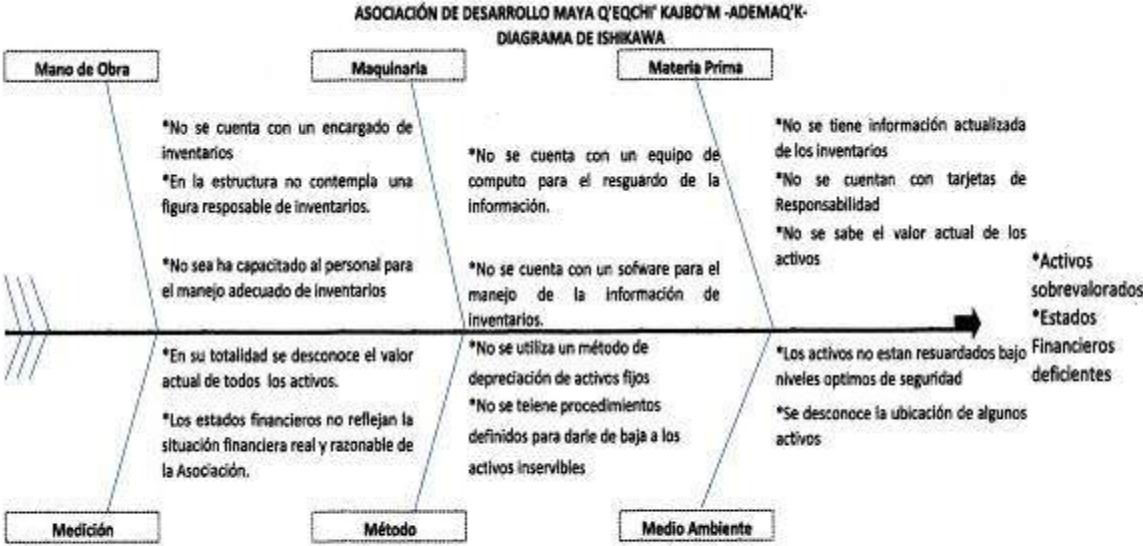 ASOCIACIÓN DE DESARROLLO MAYA Q'EQCHI' KAJBO'M -ADEMAQ'K-
DIAGRAMA DE ISHIKAWA
Mano de Obra
Maquinaria
Materia Prima
*No se cuenta con un encargado de
inventarios
*En la estructura no contempla una
figura resposable de inventarios.
*No sea ha capacitado al personal para
el manejo adecuado de inventarios
*No se cuenta con un equipo de
computo para el resguardo de la
información.
*No se cuenta con un sofware para el
manejo de la información de
inventarios.
*No se tiene información actualizada
de los inventarios
*No se cuentan con tarjetas de
Responsabilidad
*No se sabe el valor actual de los
activos
*Activos
sobrevalorados
*Estados
Financieros
deficientes
*En su totalidad se desconoce el valor
actual de todos los activos.
*Los estados financieros no reflejan la
situación financiera real y razonable de
la Asociación.
*No se utiliza un método de
depreciación de activos fijos
*No se teiene procedimientos
definidos para darle de baja a los
activos inservibles
*Los activos no estan resuardados bajo
niveles optimos de seguridad
*Se desconoce la ubicación de algunos
activos
Medición
Método
Medio Ambiente